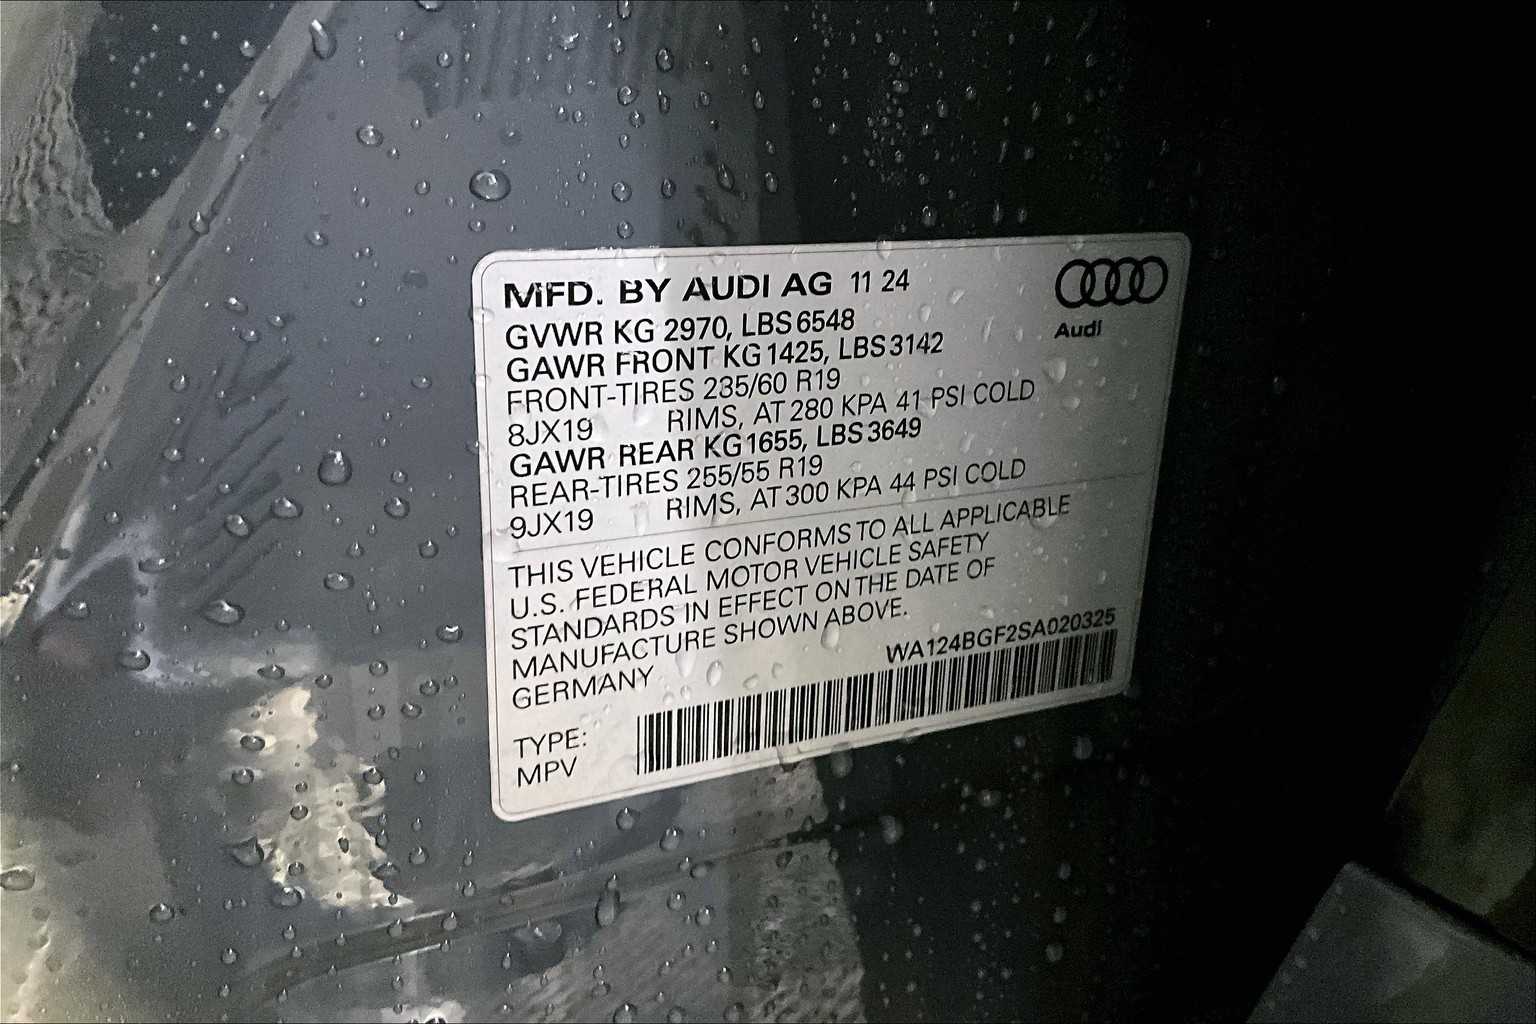 MFD. BY AUDI AG 11 24
Audi
GVWR KG 2970, LBS 6548
GAWR FRONT KG 1425, LBS 3142
FRONT-TIRES 235/60 R19
8JX19 RIMS, AT 280 KPA 41 PSI COLD
GAWR REAR KG 1655, LBS 3649
REAR-TIRES 255/55 R19
9JX19 RIMS, AT 300 KPA 44 PSI COLD
THIS VEHICLE CONFORMS TO ALL APPLICABLE
U.S. FEDERAL MOTOR VEHICLE SAFETY
STANDARDS IN EFFECT ON THE DATE OF
MANUFACTURE SHOWN ABOVE.
GERMANY
WA124BGF2SA020325
TYPE:
MPV